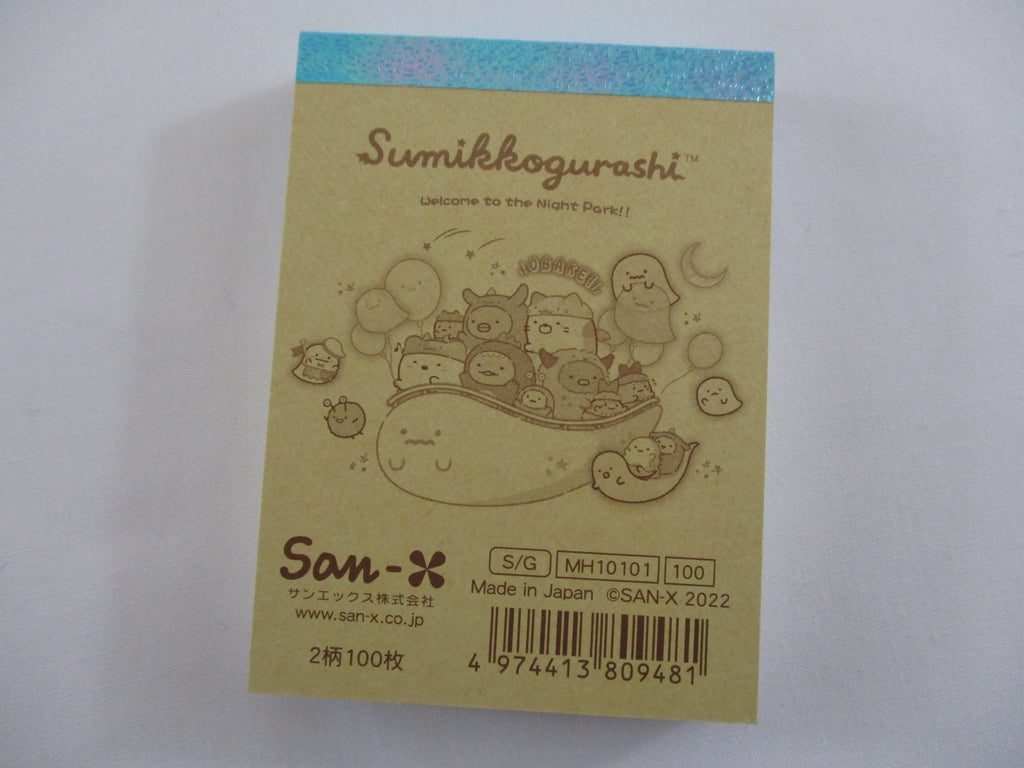 Sumikkogurashi™
Welcome to the Night Park!!
OBAKE
San-X
サンエックス株式会社
www.san-x.co.jp
2柄100枚
S/G MH10101 100
Made in Japan ©SAN-X 2022
4 974413 809481